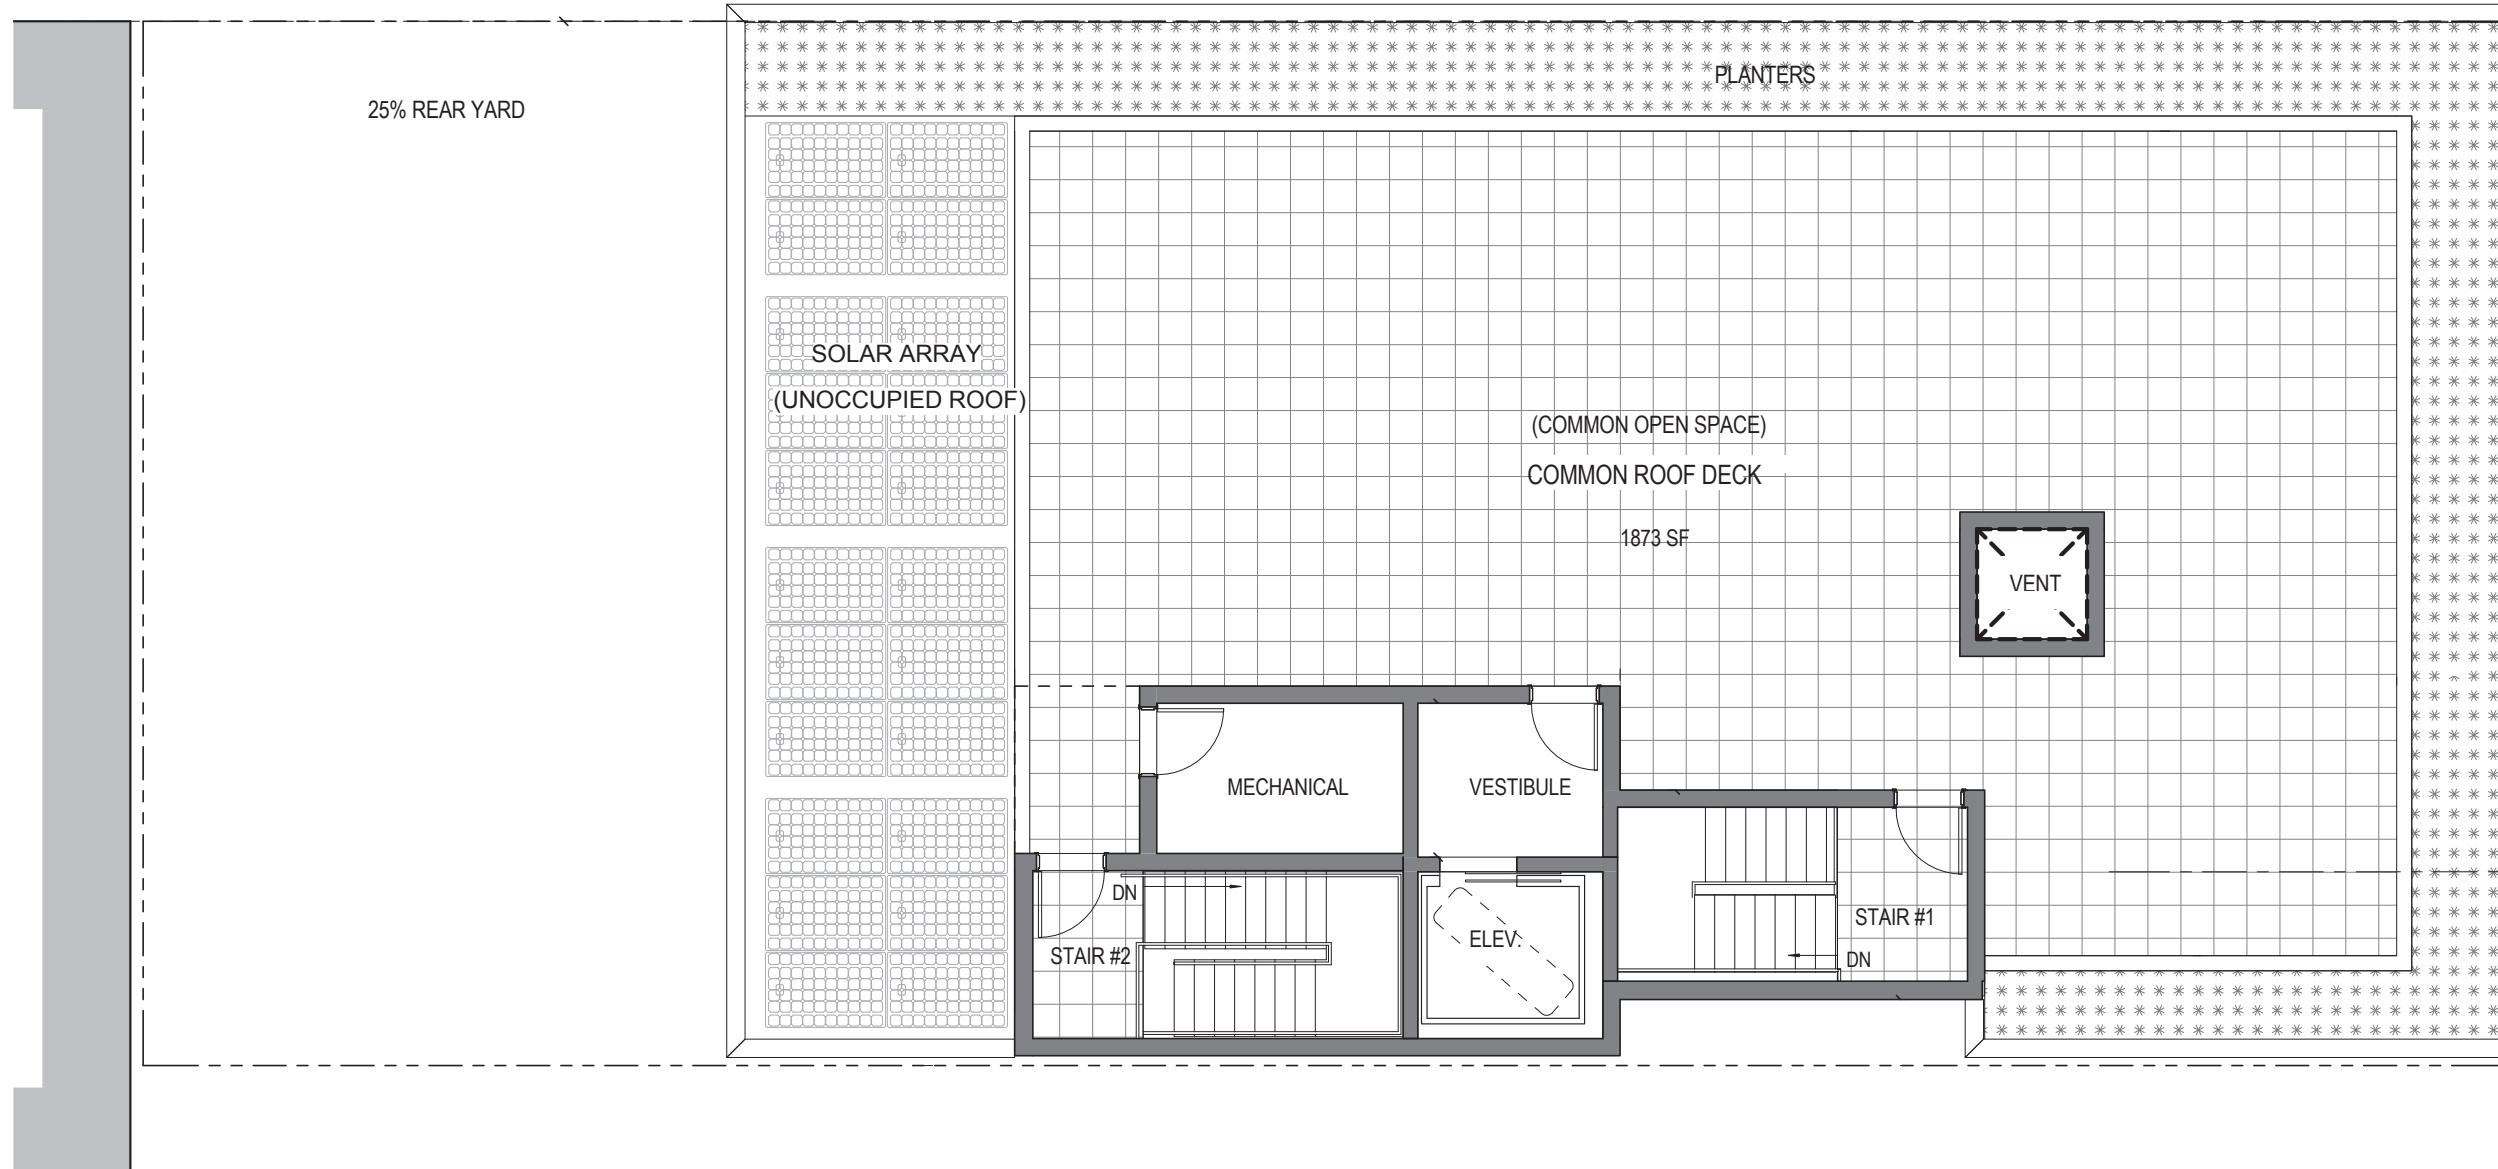 PLANTERS
25% REAR YARD
SOLAR ARRAY
(UNOCCUPIED ROOF)
(COMMON OPEN SPACE)
COMMON ROOF DECK
1873 SF
VENT
MECHANICAL
VESTIBULE
DN
STAIR #2
ELEV.
STAIR #1
DN